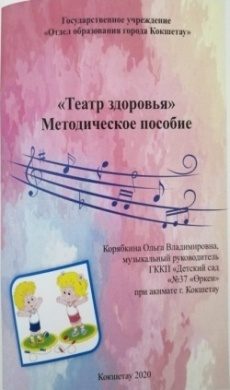 Государственное учреждение
«Отдел образования города Кокшетау»
«Театр здоровья»
Методическое пособие
Корябкина Ольга Владимировна,
музыкальный руководитель
ГККП «Детский сад
«№37 «Өркен»
при акимате г. Кокшетау
Кокшетау 2020